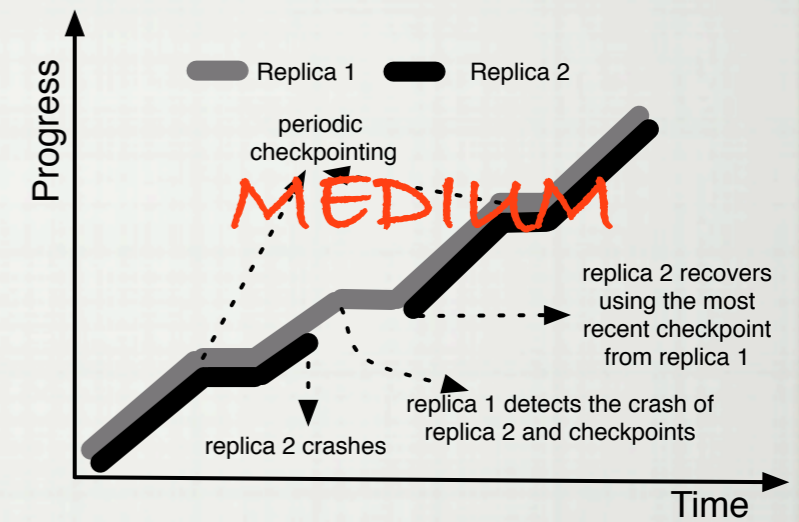 Progress
Replica 1
Replica 2
periodic
checkpointing
MEDIUM
replica 2 recovers
using the most
recent checkpoint
from replica 1
replica 1 detects the crash of
replica 2 and checkpoints
replica 2 crashes
Time